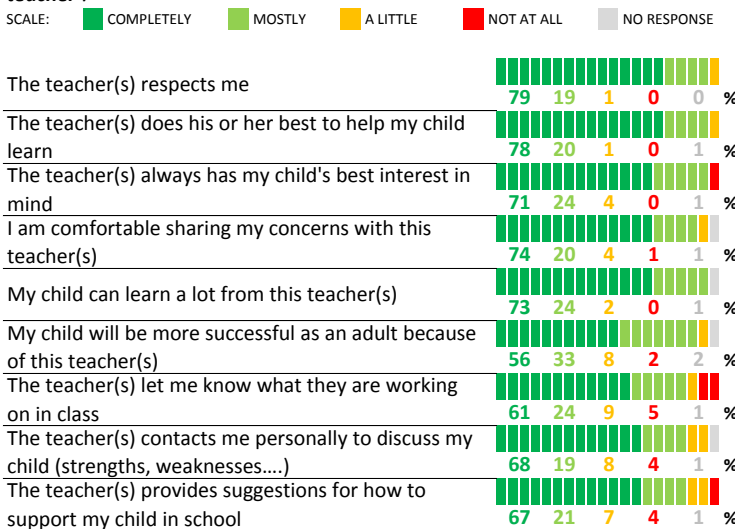 SCALE: COMPLETELY MOSTLY A LITTLE NOT AT ALL NO RESPONSE
The teacher(s) respects me
79 19 1 0 0 %
The teacher(s) does his or her best to help my child
learn
78 20 1 0 1 %
The teacher(s) always has my child's best interest in
mind
71 24 4 0 1 %
I am comfortable sharing my concerns with this
teacher(s)
74 20 4 1 1 %
My child can learn a lot from this teacher(s)
73 24 2 0 1 %
My child will be more successful as an adult because
of this teacher(s)
56 33 8 2 2 %
The teacher(s) let me know what they are working
on in class
61 24 9 5 1 %
The teacher(s) contacts me personally to discuss my
child (strengths, weaknesses....)
68 19 8 4 1 %
The teacher(s) provides suggestions for how to
support my child in school
67 21 7 4 1 %